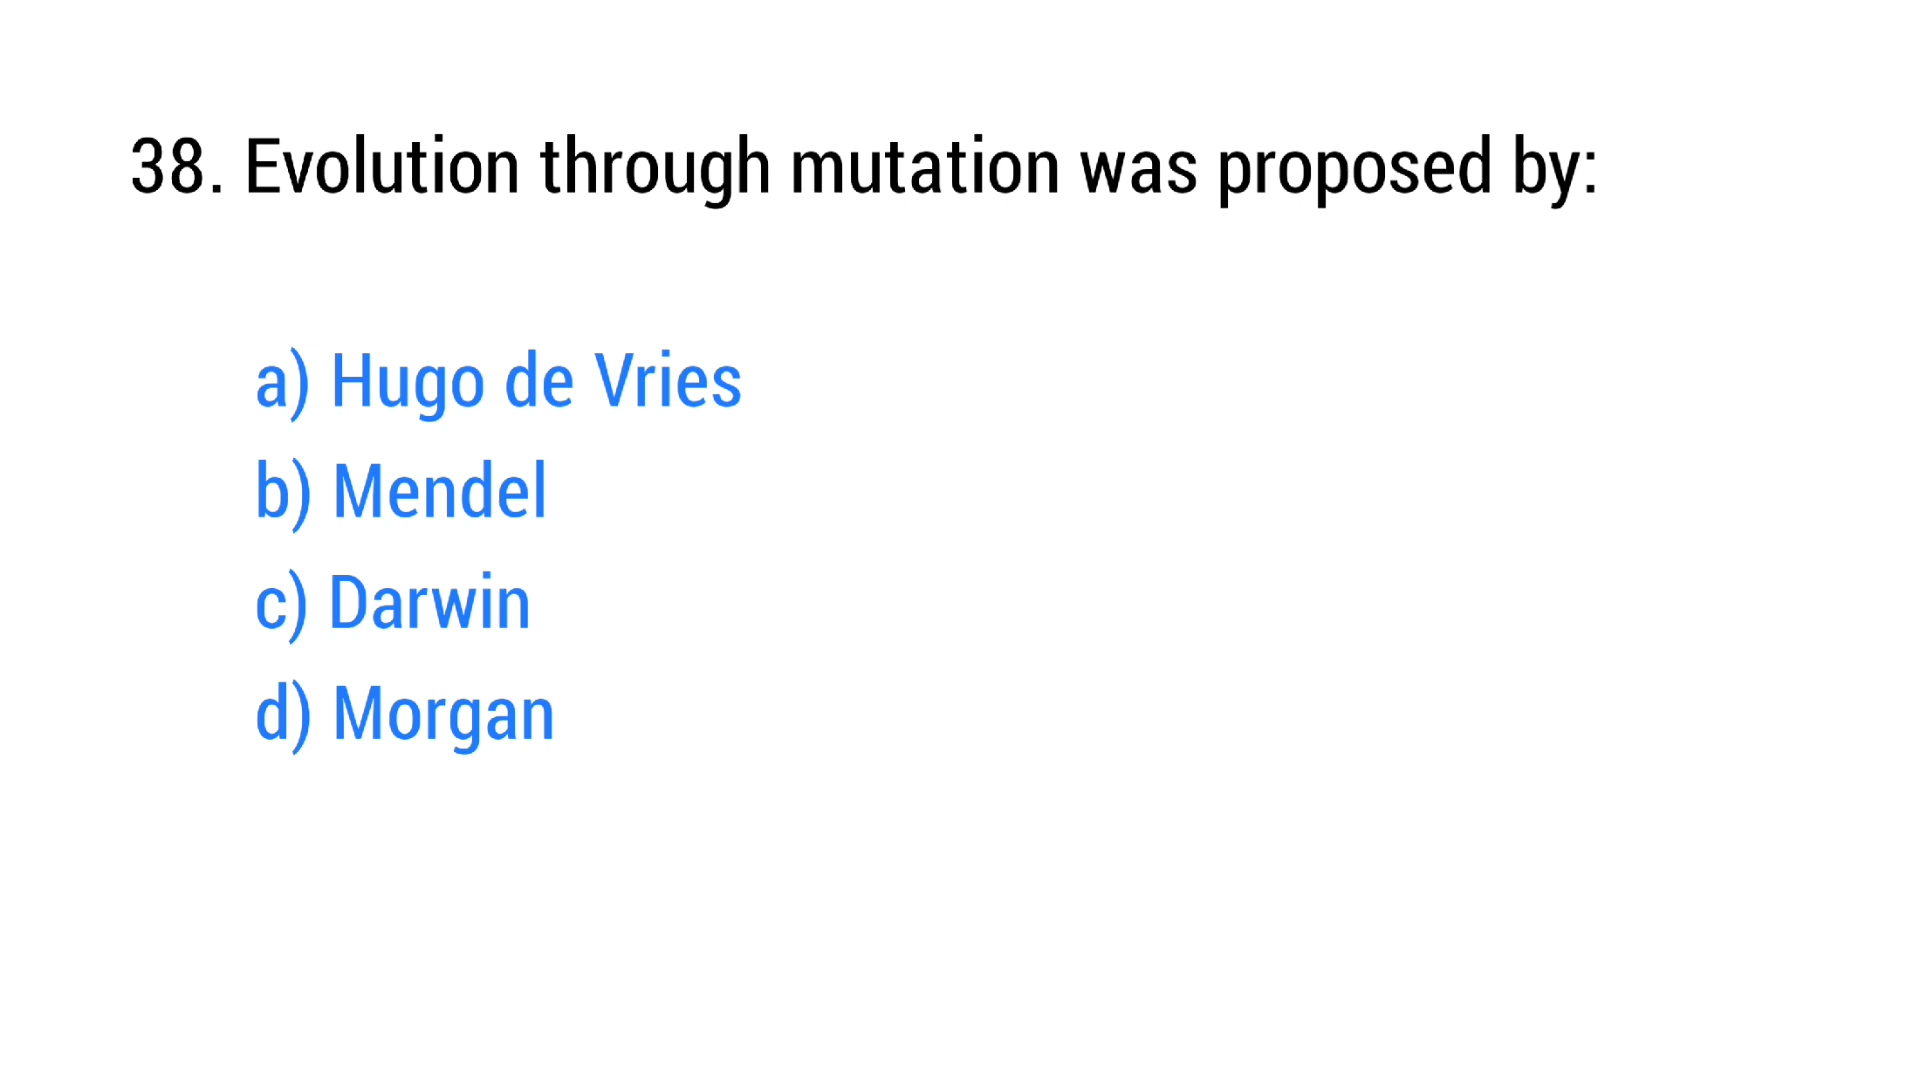 38. Evolution through mutation was proposed by:
a) Hugo de Vries
b) Mendel
c) Darwin
d) Morgan